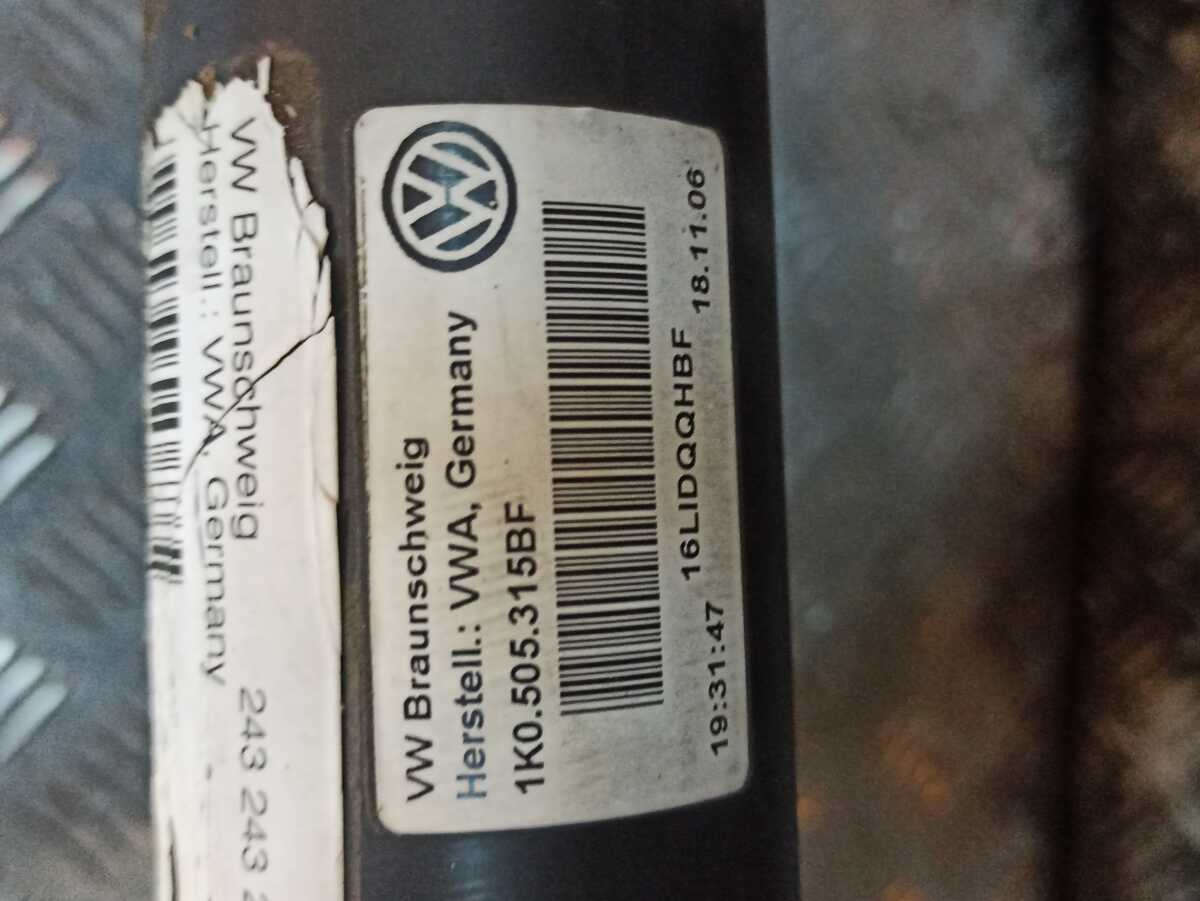 VW Braunschweig
Herstell.: VWA, Germany
1K0.505.315BF
19:31:47 16LIDQQHBF 18.11.06
VW Braunschweig 243 243
Herstell.: VWA, Germany